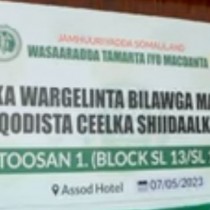 JAMHUURIYADDA SOMALILAND
WASAARADDA TAMARTA IYO MACDANTA
KA WARGELINTA BILAWGA MA
QODISTA CEELKA SHIIDAALK
TOOSAN 1. (BLOCK SL 13/SL
Assod Hotel
07/05/2023